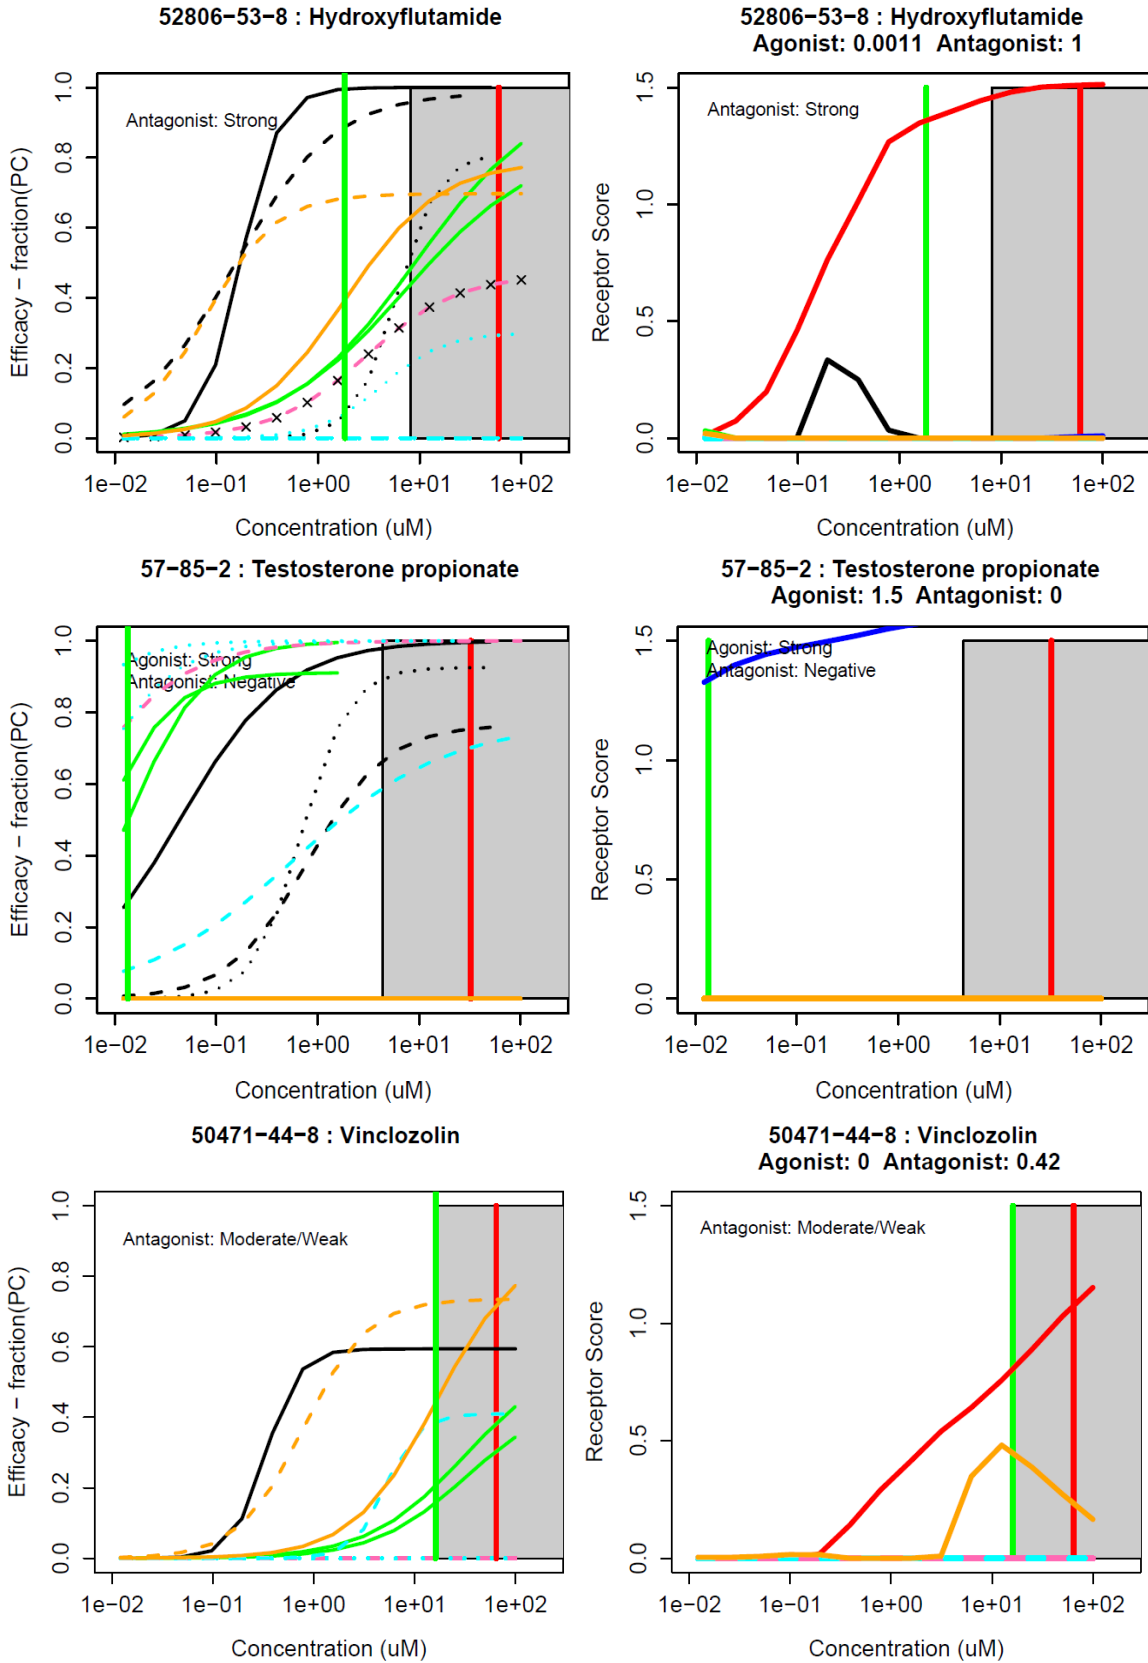 52806−53−8 : Hydroxyflutamide
Antagonist: Strong
Efficacy − fraction(PC)
0.0 0.2 0.4 0.6 0.8 1.0
1e−02 1e−01 1e+00 1e+01 1e+02
Concentration (uM)
52806−53−8 : Hydroxyflutamide
Agonist: 0.0011 Antagonist: 1
Antagonist: Strong
Receptor Score
0.0 0.5 1.0 1.5
1e−02 1e−01 1e+00 1e+01 1e+02
Concentration (uM)
57−85−2 : Testosterone propionate
Agonist: Strong
Antagonist: Negative
Efficacy − fraction(PC)
0.0 0.2 0.4 0.6 0.8 1.0
1e−02 1e−01 1e+00 1e+01 1e+02
Concentration (uM)
57−85−2 : Testosterone propionate
Agonist: 1.5 Antagonist: 0
Agonist: Strong
Antagonist: Negative
Receptor Score
0.0 0.5 1.0 1.5
1e−02 1e−01 1e+00 1e+01 1e+02
Concentration (uM)
50471−44−8 : Vinclozolin
Antagonist: Moderate/Weak
Efficacy − fraction(PC)
0.0 0.2 0.4 0.6 0.8 1.0
1e−02 1e−01 1e+00 1e+01 1e+02
Concentration (uM)
50471−44−8 : Vinclozolin
Agonist: 0 Antagonist: 0.42
Antagonist: Moderate/Weak
Receptor Score
0.0 0.5 1.0 1.5
1e−02 1e−01 1e+00 1e+01 1e+02
Concentration (uM)